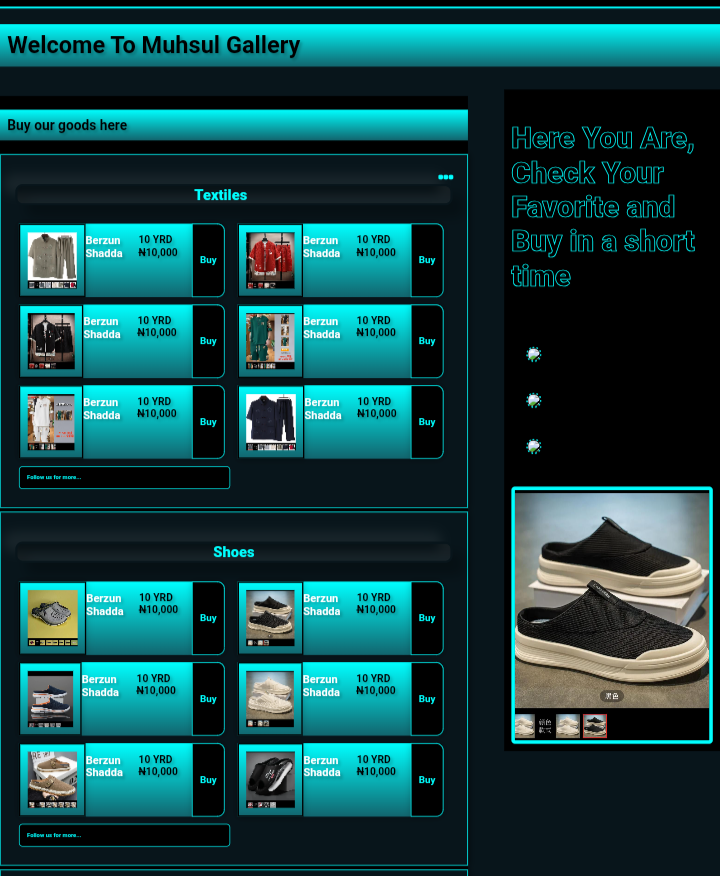 Welcome To Muhsul Gallery
Buy our goods here
Textiles
Berzun
Shadda
10 YRD
₦10,000
Buy
Berzun
Shadda
10 YRD
₦10,000
Buy
Berzun
Shadda
10 YRD
₦10,000
Buy
Berzun
Shadda
10 YRD
₦10,000
Buy
Berzun
Shadda
10 YRD
₦10,000
Buy
Berzun
Shadda
10 YRD
₦10,000
Buy
Follow us for more...
Shoes
Berzun
Shadda
10 YRD
₦10,000
Buy
Berzun
Shadda
10 YRD
₦10,000
Buy
Berzun
Shadda
10 YRD
₦10,000
Buy
Berzun
Shadda
10 YRD
₦10,000
Buy
Berzun
Shadda
10 YRD
₦10,000
Buy
Berzun
Shadda
10 YRD
₦10,000
Buy
Follow us for more...
Here You Are,
Check Your
Favorite and
Buy in a short
time
黑色
颜色
款式